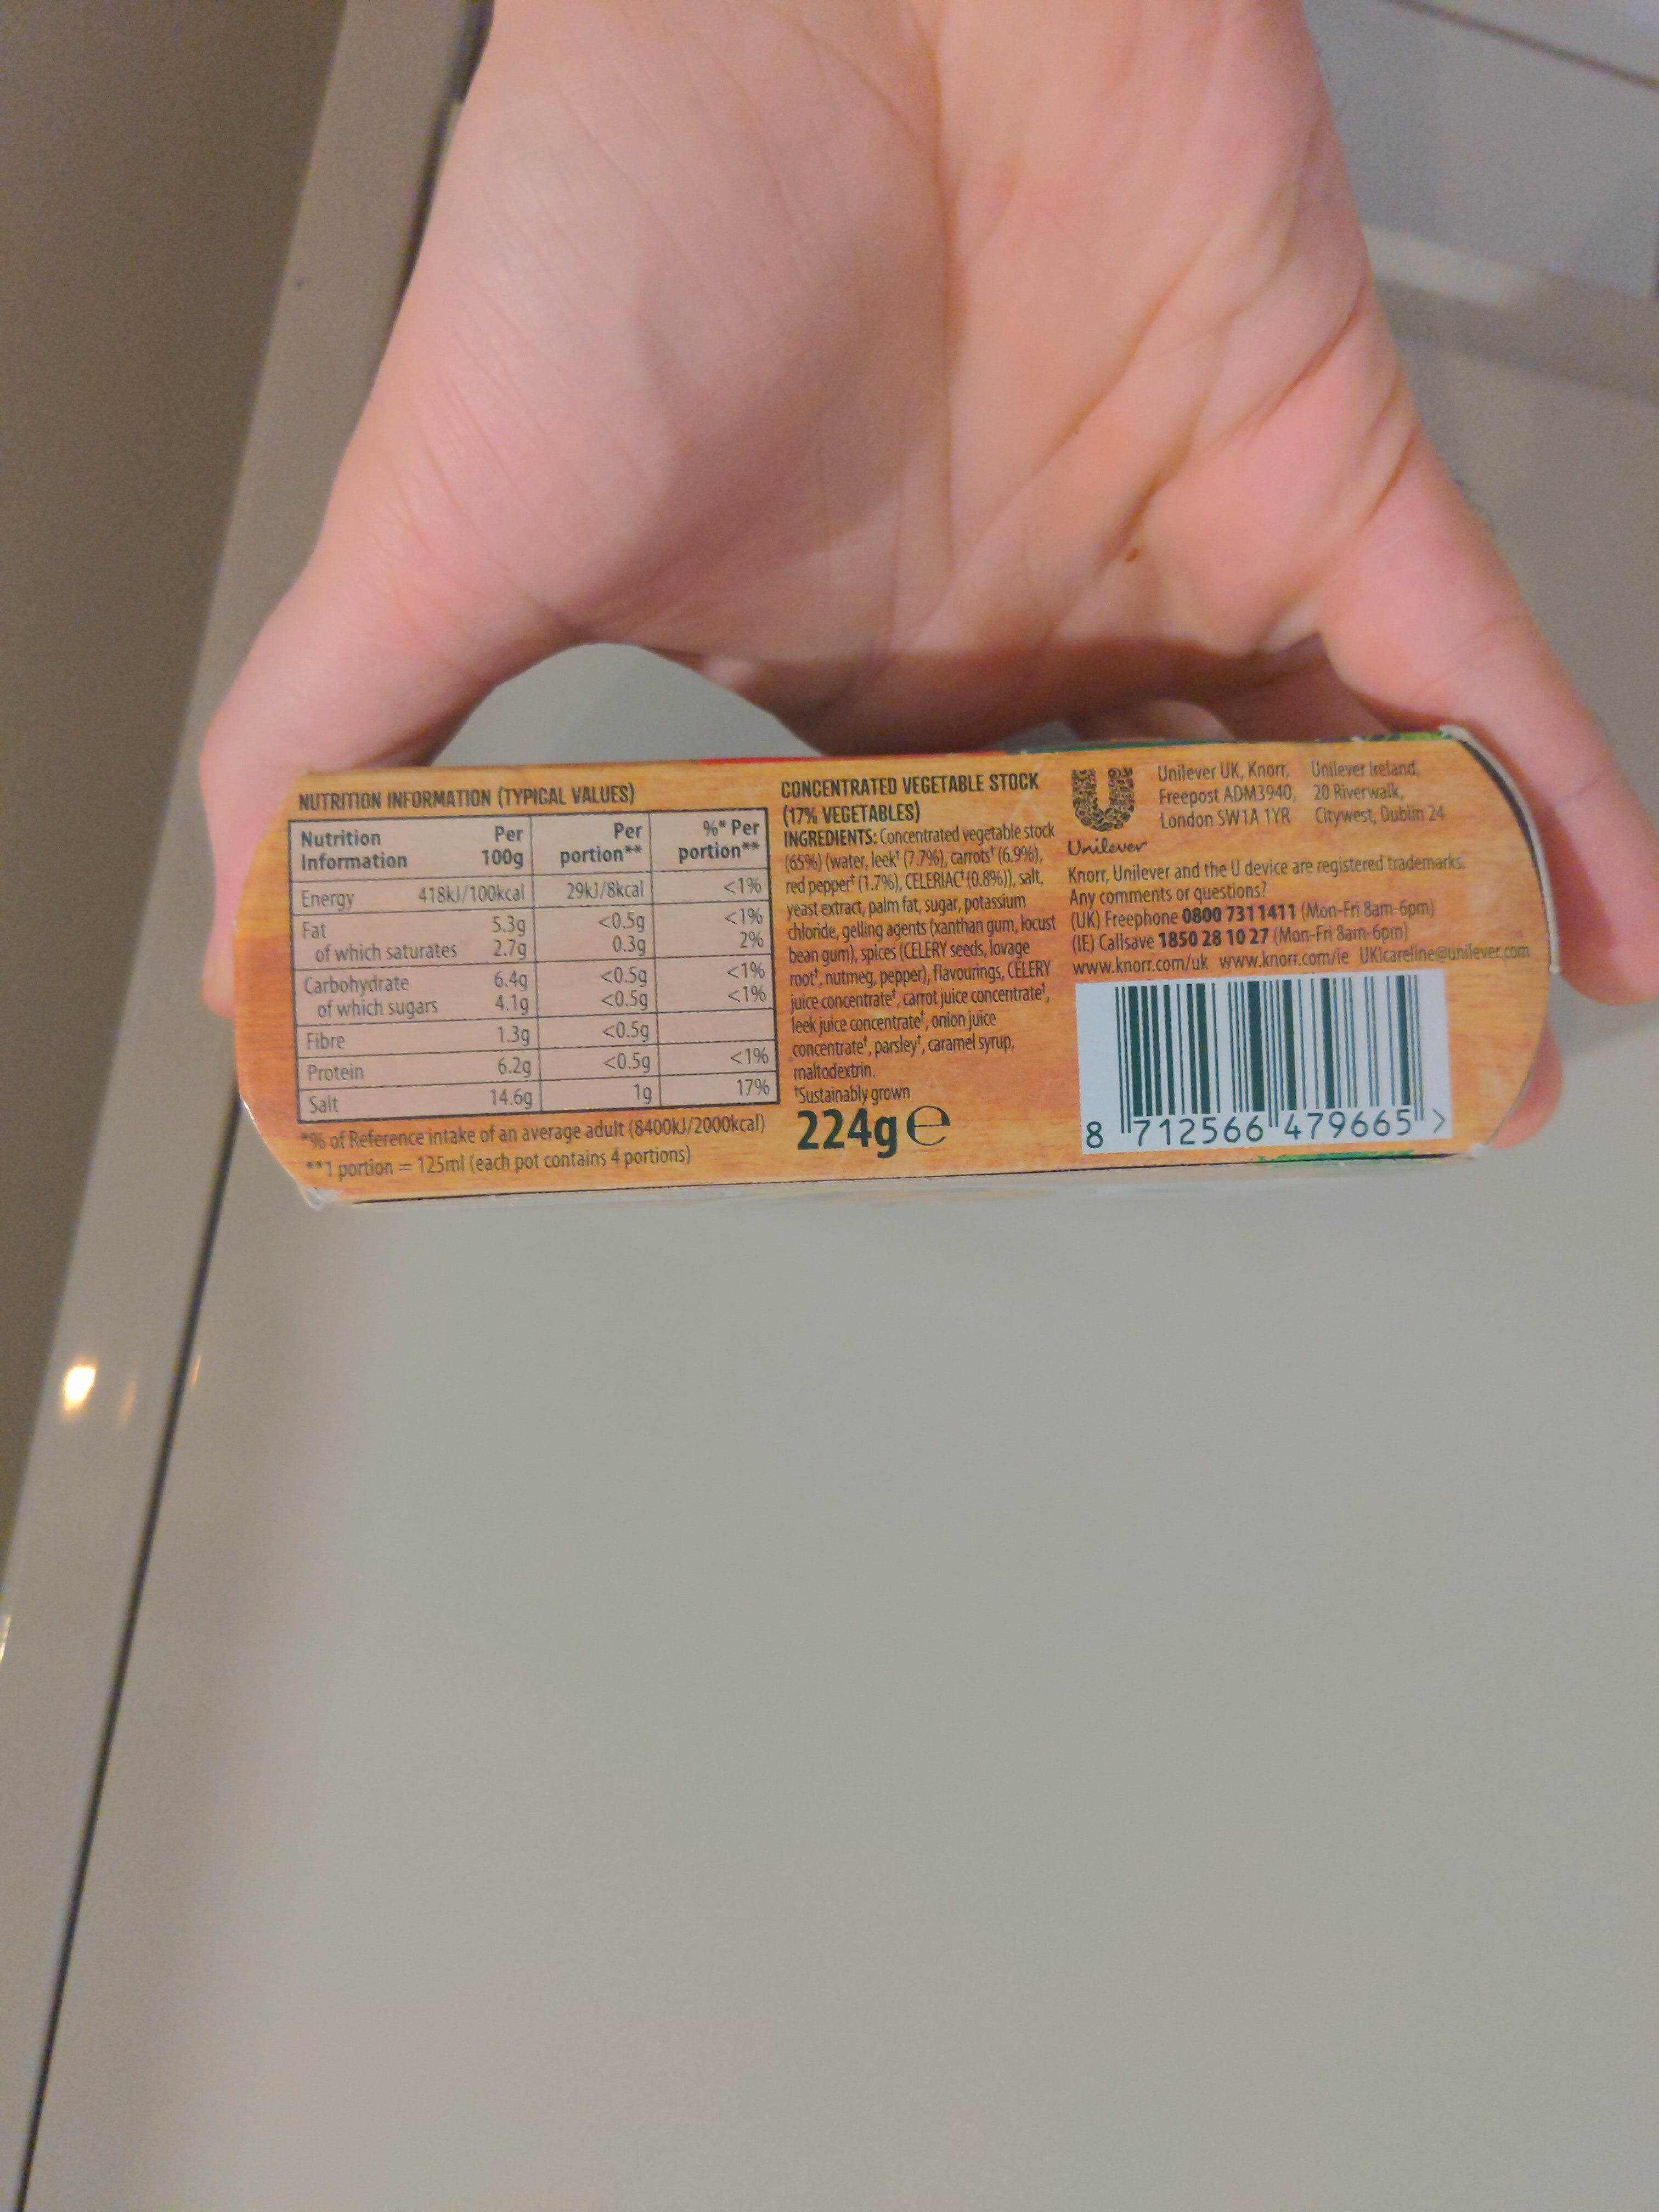 NUTRITION INFORMATION (TYPICAL VALUES)
Nutrition Information Per 100g Per portion** %* Per portion**
Energy 418kJ/100kcal 29kJ/8kcal <1%
Fat 5.3g <0.5g <1%
of which saturates 2.7g 0.3g 2%
Carbohydrate 6.4g <0.5g <1%
of which sugars 4.1g <0.5g <1%
Fibre 1.3g <0.5g
Protein 6.2g <0.5g <1%
Salt 14.6g 1g 17%
*% of Reference intake of an average adult (8400kJ/2000kcal)
**1 portion = 125ml (each pot contains 4 portions)
CONCENTRATED VEGETABLE STOCK
(17% VEGETABLES)
INGREDIENTS: Concentrated vegetable stock
(65%) (water, leek† (7.7%), carrots† (6.9%),
red pepper† (1.7%), CELERIAC† (0.8%)), salt,
yeast extract, palm fat, sugar, potassium
chloride, gelling agents (xanthan gum, locust
bean gum), spices (CELERY seeds, lovage
root†, nutmeg, pepper), flavourings, CELERY
juice concentrate†, carrot juice concentrate†,
leek juice concentrate†, onion juice
concentrate†, parsley†, caramel syrup,
maltodextrin.
†Sustainably grown
224g ℮
Unilever
Unilever UK, Knorr,
Freepost ADM3940,
London SW1A 1YR
Unilever Ireland,
20 Riverwalk,
Citywest, Dublin 24
Knorr, Unilever and the U device are registered trademarks.
Any comments or questions?
(UK) Freephone 0800 7311411 (Mon-Fri 8am-6pm)
(IE) Callsave 1850 28 10 27 (Mon-Fri 8am-6pm)
www.knorr.com/uk www.knorr.com/ie UKIcareline@unilever.com
8 712566 479665 >